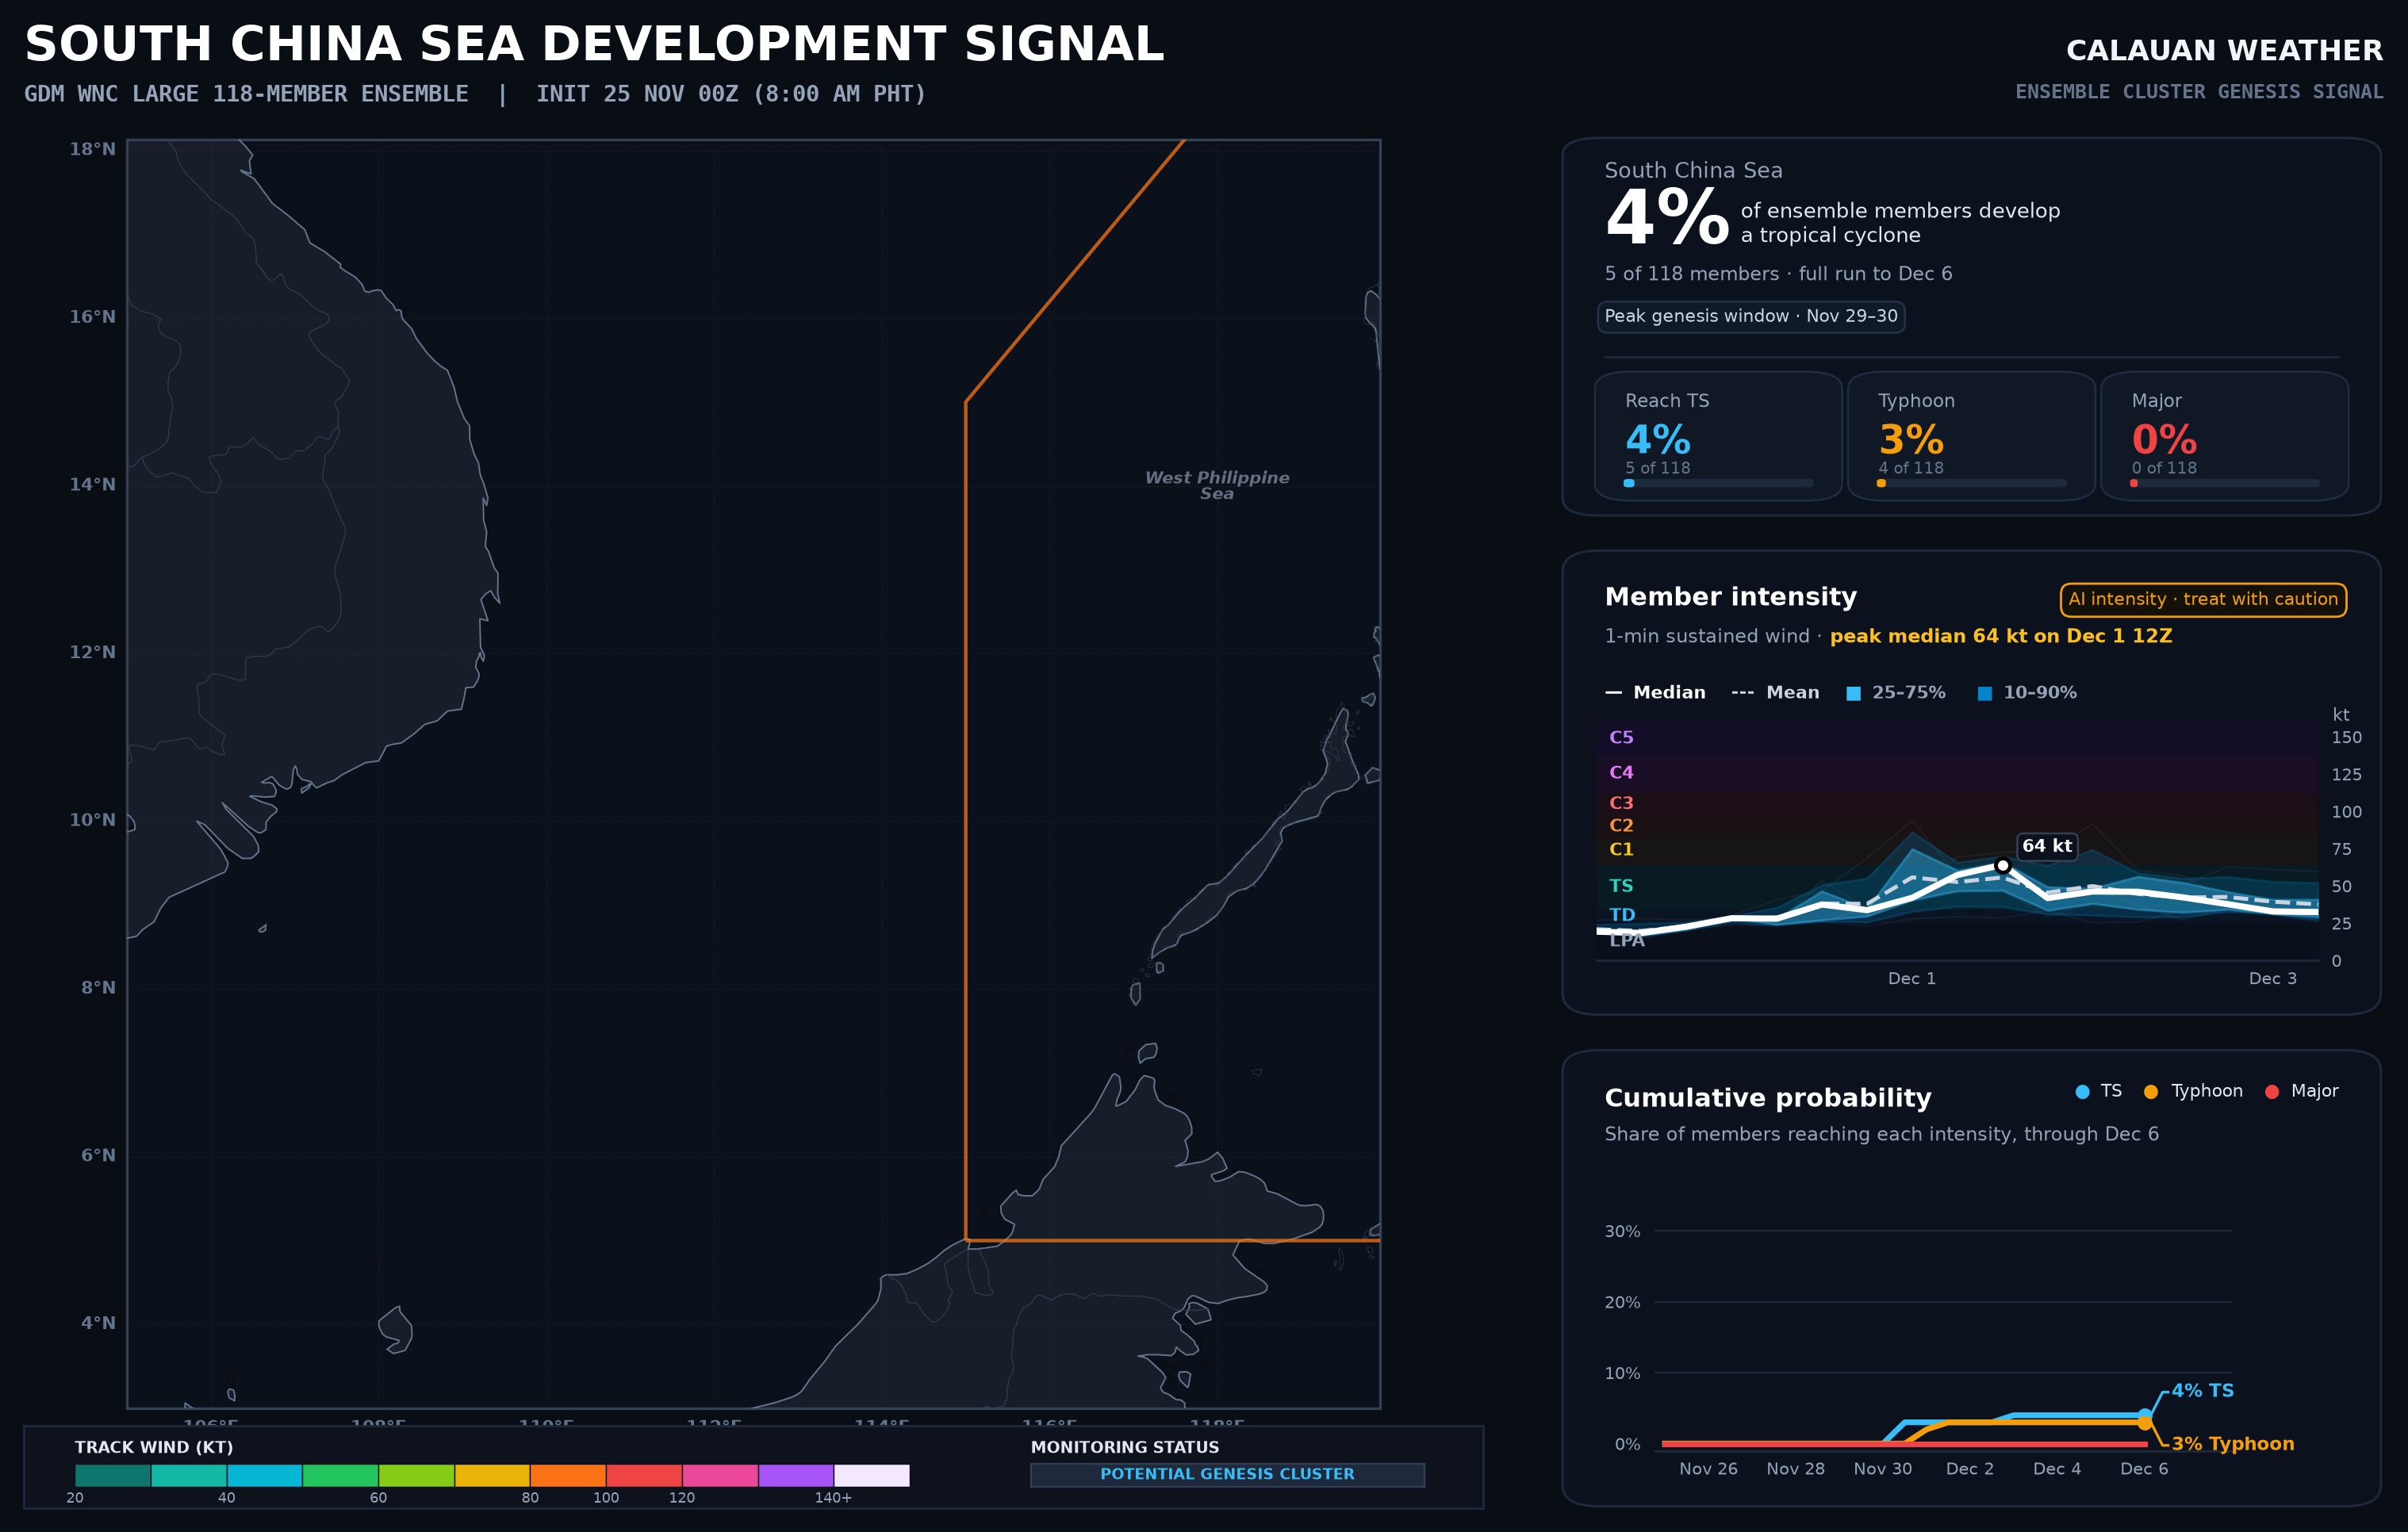 SOUTH CHINA SEA DEVELOPMENT SIGNAL
GDM WNC LARGE 118-MEMBER ENSEMBLE | INIT 25 NOV 00Z (8:00 AM PHT)
CALAUAN WEATHER
ENSEMBLE CLUSTER GENESIS SIGNAL
18°N
16°N
14°N
12°N
10°N
8°N
6°N
4°N
West Philippine
Sea
106°E 108°E 110°E 112°E 114°E 116°E 118°E
TRACK WIND (KT)
20 40 60 80 100 120 140+
MONITORING STATUS
POTENTIAL GENESIS CLUSTER
South China Sea
4% of ensemble members develop
a tropical cyclone
5 of 118 members · full run to Dec 6
Peak genesis window · Nov 29–30
Reach TS
4%
5 of 118
Typhoon
3%
4 of 118
Major
0%
0 of 118
Member intensity
AI intensity · treat with caution
1-min sustained wind · peak median 64 kt on Dec 1 12Z
Median Mean 25–75% 10–90%
kt
C5 150
C4 125
C3 100
C2
C1 75
64 kt
TS 50
TD 25
LPA
0
Dec 1 Dec 3
Cumulative probability
TS Typhoon Major
Share of members reaching each intensity, through Dec 6
30%
20%
10%
0%
4% TS
3% Typhoon
Nov 26 Nov 28 Nov 30 Dec 2 Dec 4 Dec 6